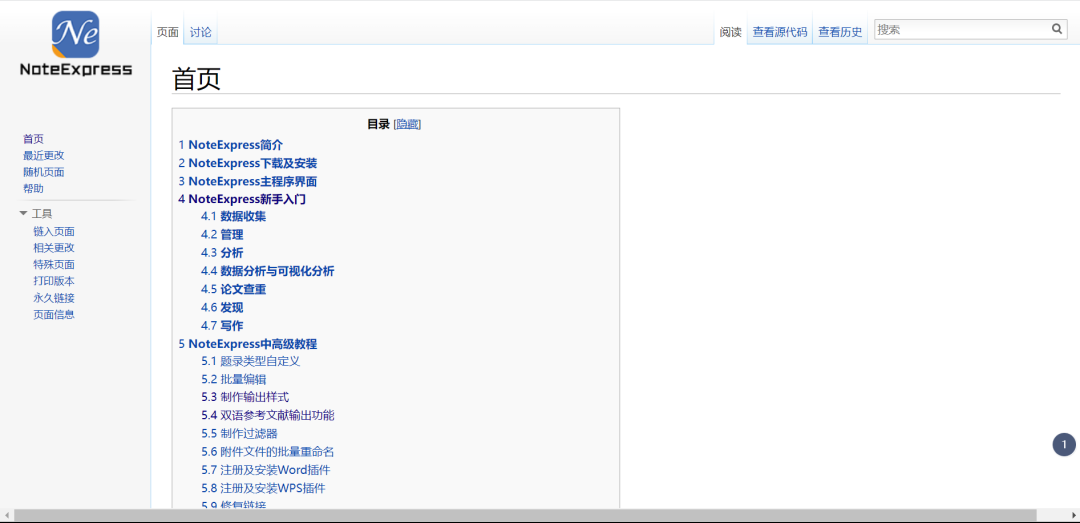 Ne
NoteExpress
页面 讨论
阅读 查看源代码 查看历史 搜索
首页
首页
最近更改
随机页面
帮助
工具
链入页面
相关更改
特殊页面
打印版本
永久链接
页面信息
目录 [隐藏]
1 NoteExpress简介
2 NoteExpress下载及安装
3 NoteExpress主程序界面
4 NoteExpress新手入门
4.1 数据收集
4.2 管理
4.3 分析
4.4 数据分析与可视化分析
4.5 论文查重
4.6 发现
4.7 写作
5 NoteExpress中高级教程
5.1 题录类型自定义
5.2 批量编辑
5.3 制作输出样式
5.4 双语参考文献输出功能
5.5 制作过滤器
5.6 附件文件的批量重命名
5.7 注册及安装Word插件
5.8 注册及安装WPS插件
5.9 修复链接
1